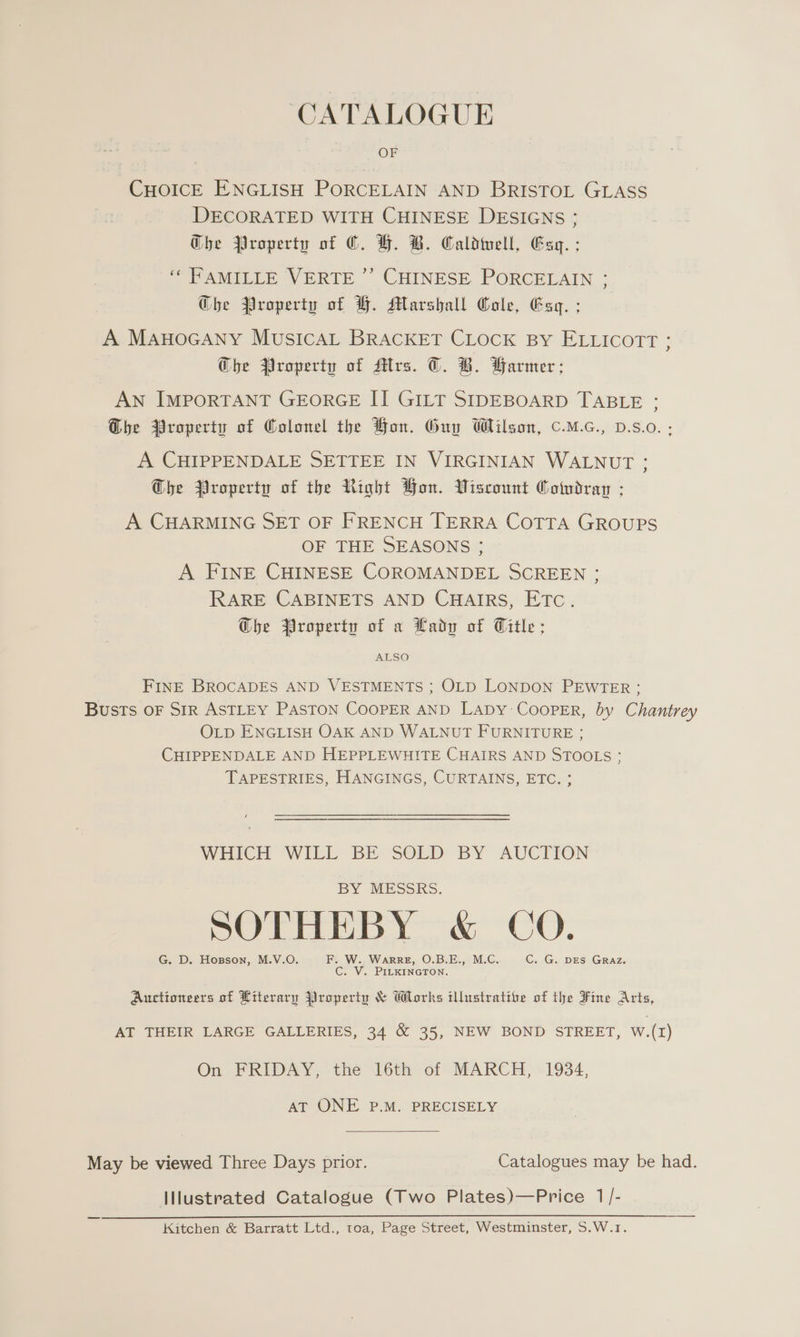 CATALOGUE
OF
CHOICE ENGLISH PORCELAIN AND BRISTOL GLASS
DECORATED WITH CHINESE DESIGNS ;
The Property of C. H. B. Caldwell, Esq. ;
“ FAMILLE VERTE ” CHINESE PORCELAIN ;
The Property of H. Marshall Cole, Esq. ;
A MAHOGANY MUSICAL BRACKET CLOCK BY ELLICOTT ;
The Property of Mrs. T. B. Harmer;
AN IMPORTANT GEORGE II GILT SIDEBOARD TABLE ;
The Property of Colonel the Hon. Guy Wilson, C.M.G., D.S.O. ;
A CHIPPENDALE SETTEE IN VIRGINIAN WALNUT ;
The Property of the Right Hon. Viscount Cowdray ;
A CHARMING SET OF FRENCH TERRA COTTA GROUPS
OF THE SEASONS ;
A FINE CHINESE COROMANDEL SCREEN ;
RARE CABINETS AND CHAIRS, ETC.
The Property of a Lady of Title;
ALSO
FINE BROCADES AND VESTMENTS ; OLD LONDON PEWTER ;
BUSTS OF SIR ASTLEY PASTON COOPER AND LADY COOPER, by Chantrey
OLD ENGLISH OAK AND WALNUT FURNITURE ;
CHIPPENDALE AND HEPPLEWHITE CHAIRS AND STOOLS ;
TAPESTRIES, HANGINGS, CURTAINS, ETC. ;
WHICH WILL BE SOLD BY AUCTION
BY MESSRS.
SOTHEBY & CO.
G. D. HOBSON, M.V.O. F. W. WARRE, O.B.E., M.C. C. G. DES GRAZ.
C. V. PILKINGTON.
Auctioneers of Literary Property & Works illustrative of the Fine Arts,
AT THEIR LARGE GALLERIES, 34 & 35, NEW BOND STREET, W.(1)
On FRIDAY, the 16th of MARCH, 1934,
AT ONE P.M. PRECISELY
May be viewed Three Days prior. Catalogues may be had.
Illustrated Catalogue (Two Plates)—Price 1/-
Kitchen & Barratt Ltd., 10a, Page Street, Westminster, S.W.1.